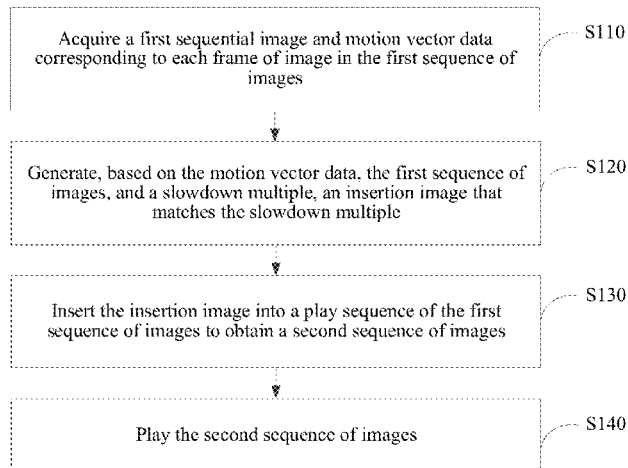 Acquire a first sequential image and motion vector data
corresponding to each frame of image in the first sequence of
images
S110
Generate, based on the motion vector data, the first sequence of
images, and a slowdown multiple, an insertion image that
matches the slowdown multiple
S120
Insert the insertion image into a play sequence of the first
sequence of images to obtain a second sequence of images
S130
Play the second sequence of images
S140